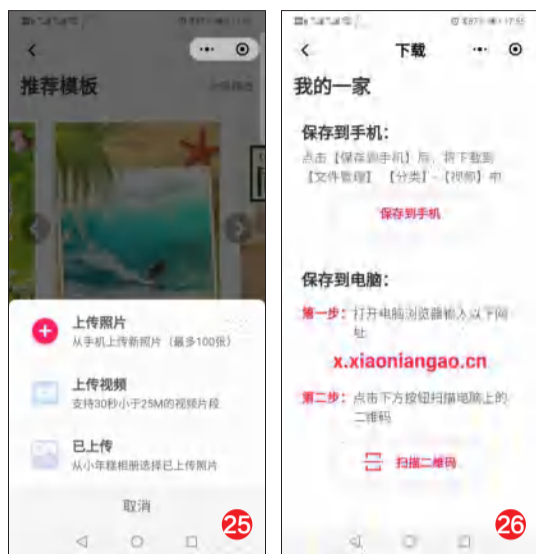 推荐模板
上传照片
从手机上传新照片（最多100张）
上传视频
支持30秒小于25M的视频片段
已上传
从小年糕相册选择已上传照片
取消
25
下载
我的一家
保存到手机：
点击【保存到手机】后，将下载到
【文件管理】-【分类】-【视频】中
保存到手机
保存到电脑：
第一步：打开电脑浏览器输入以下网
址
x.xiaoniangao.cn
第二步：点击下方按钮扫描电脑上的
二维码
扫描二维码
26